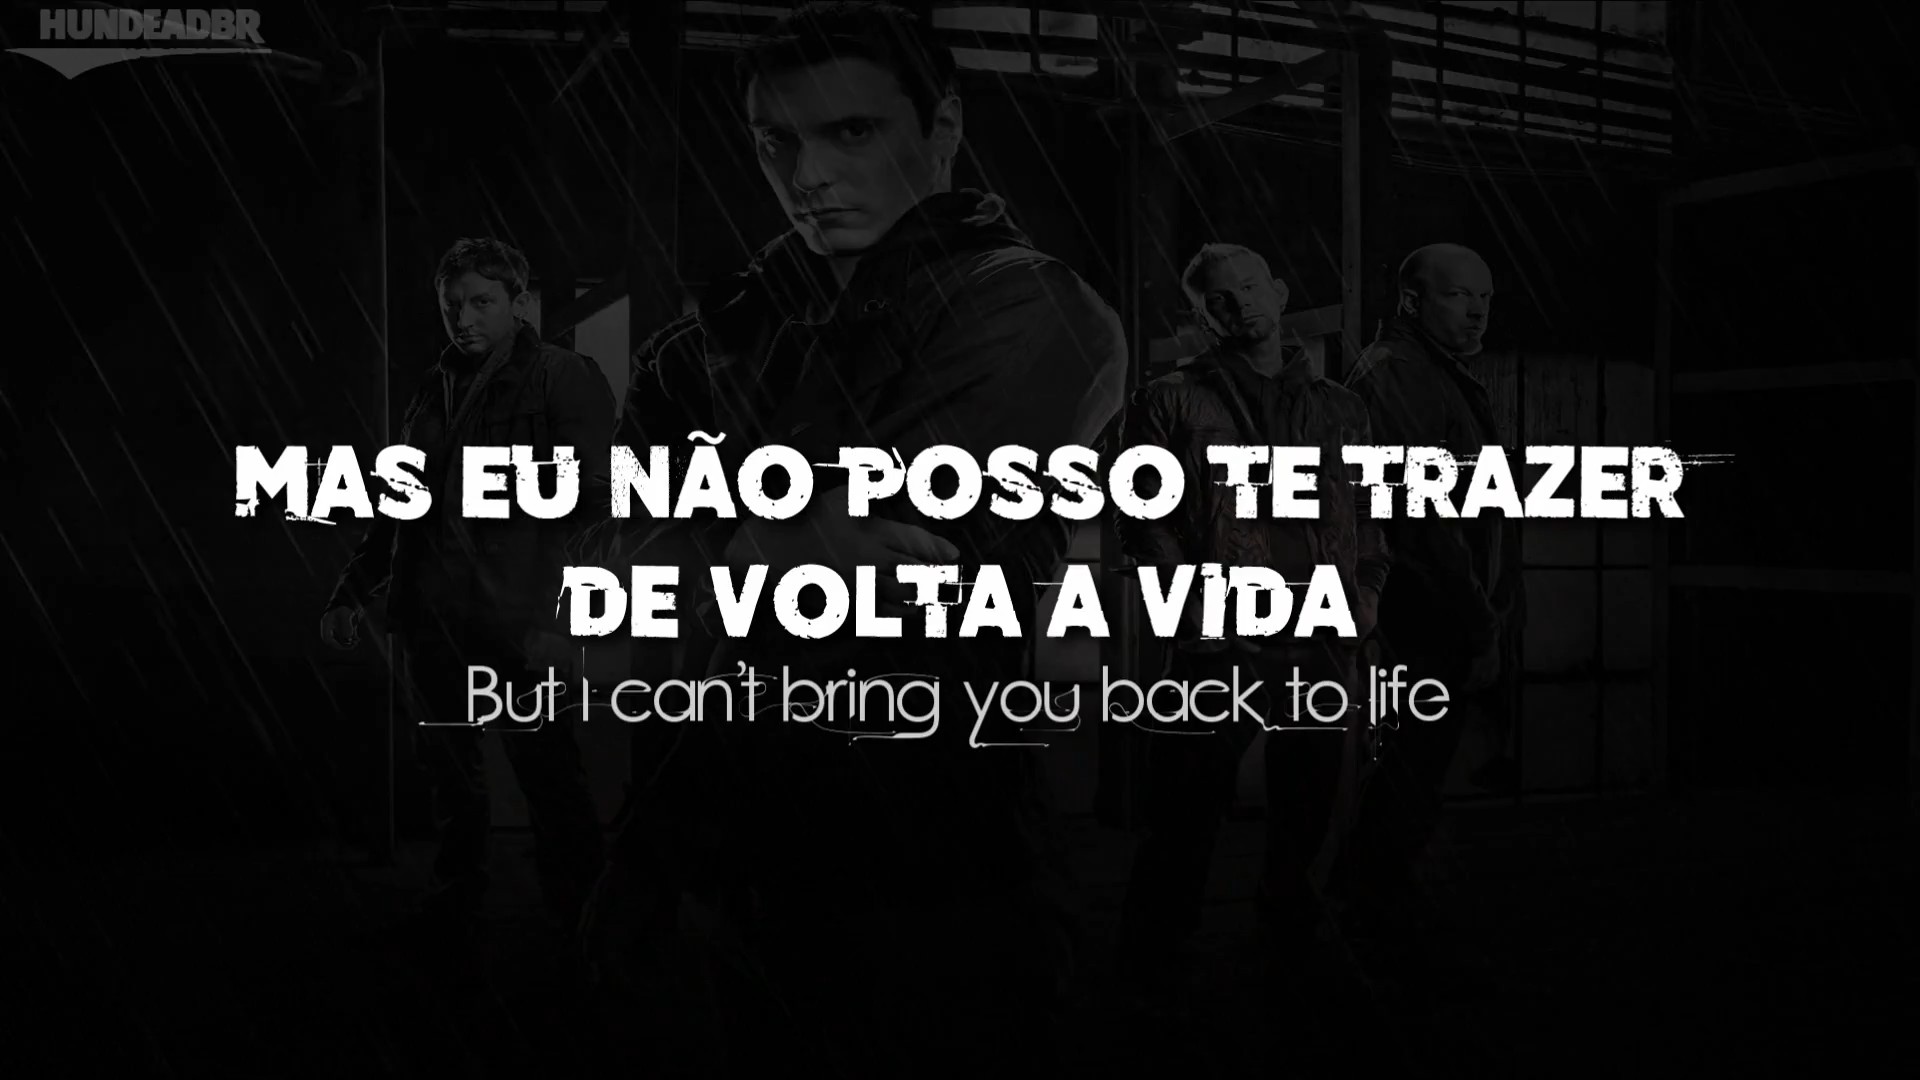 HUNDEADBR
MAS EU NÃO POSSO TE TRAZER
DE VOLTA A VIDA
But I can't bring you back to life